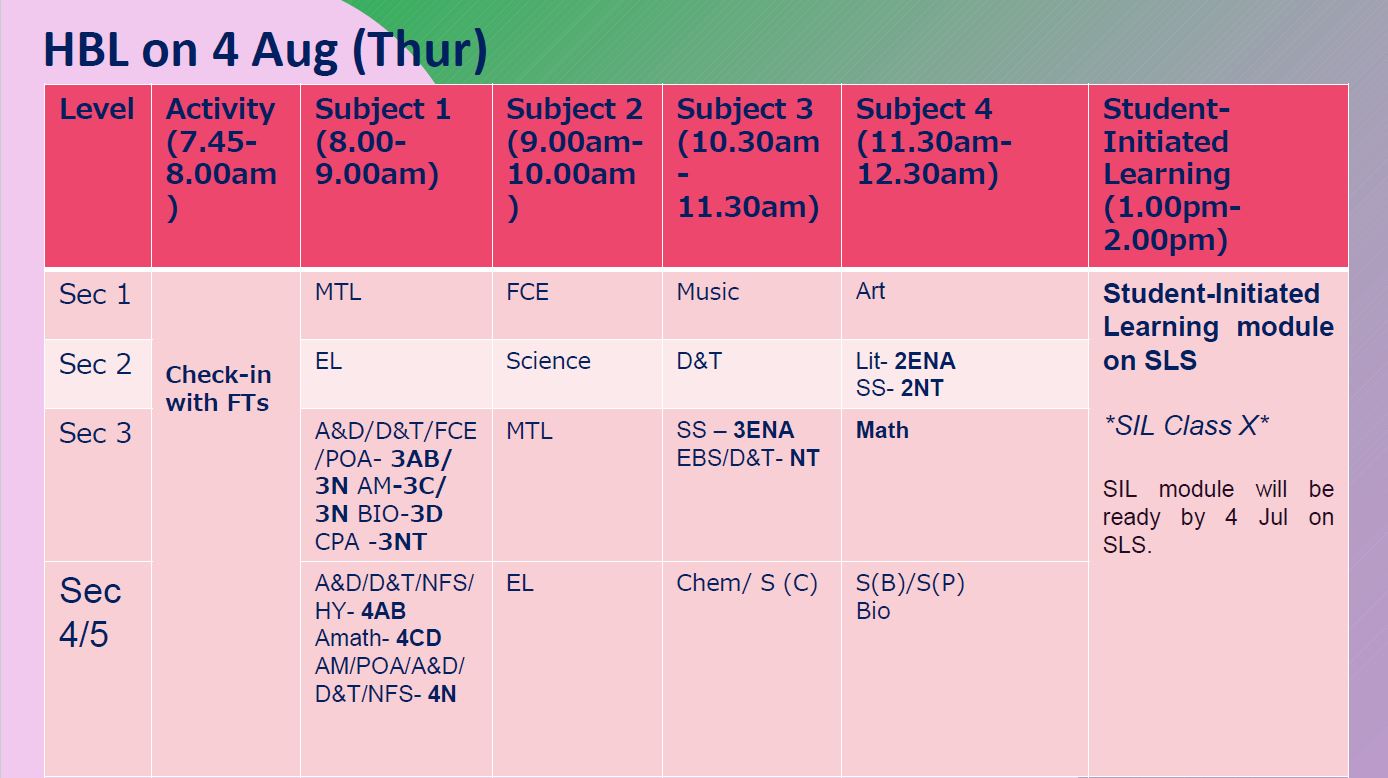 HBL on 4 Aug (Thur)
Level
Activity
(7.45-
8.00am
)
Subject 1
(8.00-
9.00am)
Subject 2
(9.00am-
10.00am
)
Subject 3
(10.30am
-
11.30am)
Subject 4
(11.30am-
12.30am)
Student-
Initiated
Learning
(1.00pm-
2.00pm)
Sec 1
Check-in
with FTs
MTL
FCE
Music
Art
Student-Initiated
Learning module
on SLS
*SIL Class X*
SIL module will be
ready by 4 Jul on
SLS.
Sec 2
EL
Science
D&T
Lit- 2ENA
SS- 2NT
Sec 3
A&D/D&T/FCE
/POA- 3AB/
3N AM-3C/
3N BIO-3D
CPA -3NT
MTL
SS – 3ENA
EBS/D&T- NT
Math
Sec
4/5
A&D/D&T/NFS/
HY- 4AB
Amath- 4CD
AM/POA/A&D/
D&T/NFS- 4N
EL
Chem/ S (C)
S(B)/S(P)
Bio